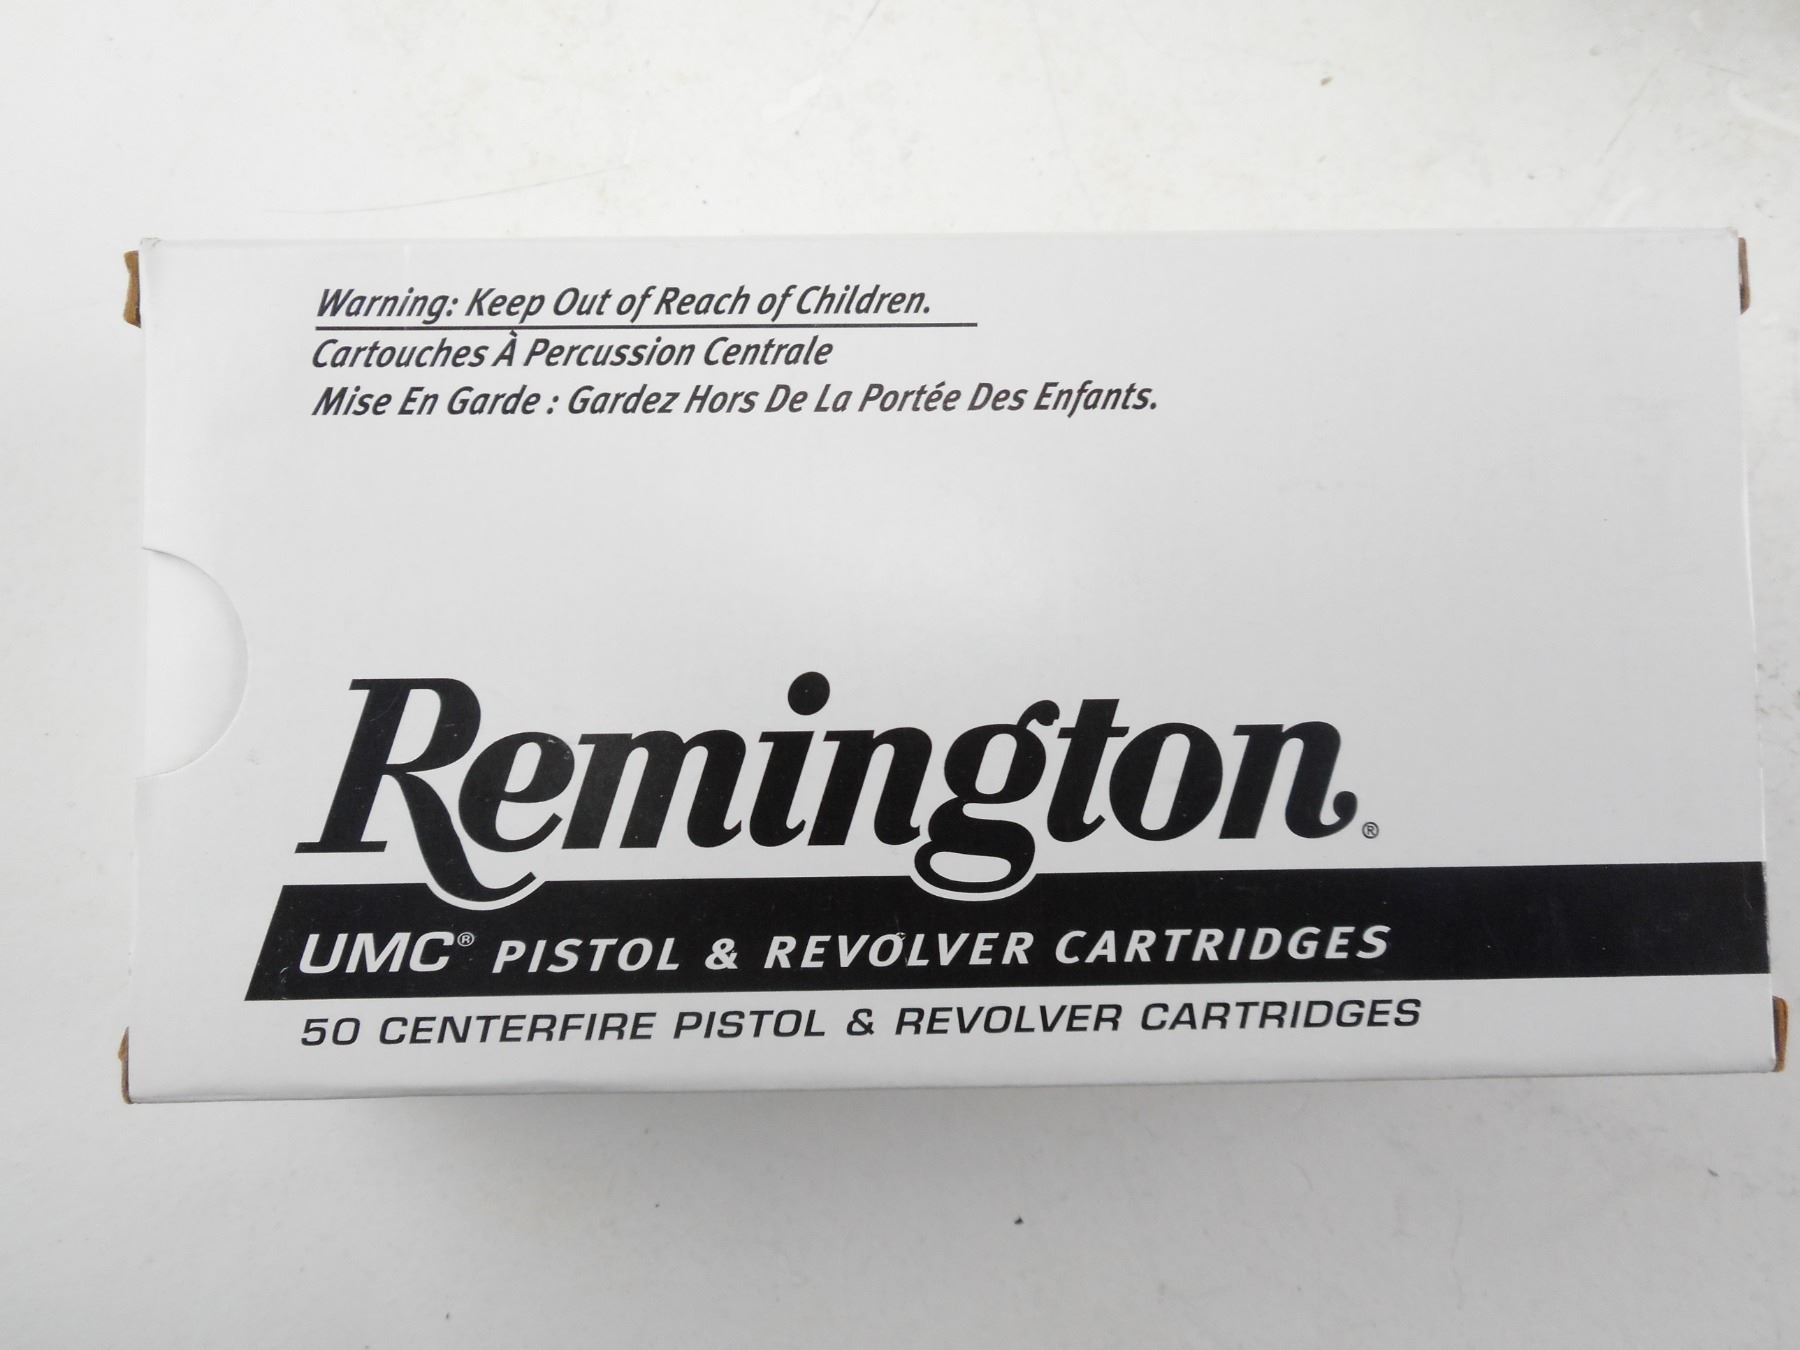 Warning: Keep Out of Reach of Children.
Cartouches À Percussion Centrale
Mise En Garde : Gardez Hors De La Portée Des Enfants.
Remington®
UMC® PISTOL & REVOLVER CARTRIDGES
50 CENTERFIRE PISTOL & REVOLVER CARTRIDGES